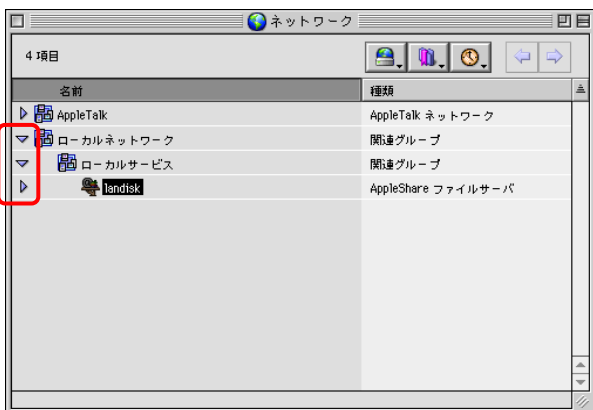 ネットワーク
4 項目
名前 種類
AppleTalk AppleTalk ネットワーク
ローカルネットワーク 関連グループ
ローカルサービス 関連グループ
landisk AppleShare ファイルサーバ